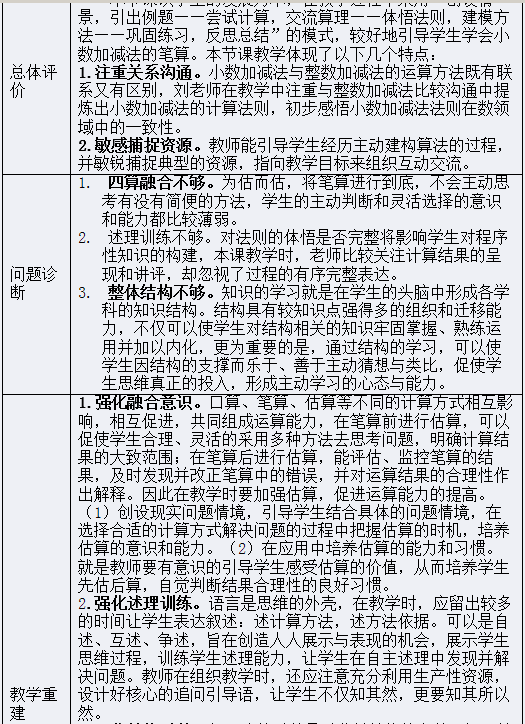 景，引出例题——尝试计算，交流算理——体悟法则，建模方
法——巩固练习，反思总结”的模式，较好地引导学生学会小
数加减法的笔算。本节课教学体现了以下几个特点：
总体评价
1.注重关系沟通。小数加减法与整数加减法的运算方法既有联
系又有区别，刘老师在教学中注重与整数加减法比较沟通中提
炼出小数加减法的计算法则，初步感悟小数加减法法则在数领
域中的一致性。
2.敏感捕捉资源。教师能引导学生经历主动建构算法的过程，
并敏锐捕捉典型的资源，指向教学目标来组织互动交流。
问题诊断
1. 四算融合不够。为估而估，将笔算进行到底，不会主动思
考有没有简便的方法，学生的主动判断和灵活选择的意识
和能力都比较薄弱。
2. 述理训练不够。对法则的体悟是否完整将影响学生对程序
性知识的构建，本课教学时，老师比较关注计算结果的呈
现和讲评，却忽视了过程的有序完整表达。
3. 整体结构不够。知识的学习就是在学生的头脑中形成各学
科的知识结构。结构具有较知识点强得多的组织和迁移能
力，不仅可以使学生对结构相关的知识牢固掌握、熟练运
用并加以内化，更为重要的是，通过结构的学习，可以使
学生因结构的支撑而乐于、善于主动猜想与类比，促使学
生思维真正的投入，形成主动学习的心态与能力。
教学重建
1.强化融合意识。口算、笔算、估算等不同的计算方式相互影
响，相互促进，共同组成运算能力，在笔算前进行估算，可以
促使学生合理、灵活的采用多种方法去思考问题，明确计算结
果的大致范围；在笔算后进行估算，能评估、监控笔算的结
果，及时发现并改正笔算中的错误，并对运算结果的合理性作
出解释。因此在教学时要加强估算，促进运算能力的提高。
（1）创设现实问题情境，引导学生结合具体的问题情境，在
选择合适的计算方式解决问题的过程中把握估算的时机，培养
估算的意识和能力。（2）在应用中培养估算的能力和习惯。
就是教师要有意识的引导学生感受估算的价值，从而培养学生
先估后算，自觉判断结果合理性的良好习惯。
2.强化述理训练。语言是思维的外壳，在教学时，应留出较多
的时间让学生表达叙述：述计算方法，述方法依据。可以是自
述、互述、争述，旨在创造人人展示与表现的机会，展示学生
思维过程，训练学生述理能力，让学生在自主述理中发现并解
决问题。教师在组织教学时，还应注意充分利用生产性资源，
设计好核心的追问引导语，让学生不仅知其然，更要知其所以
然。